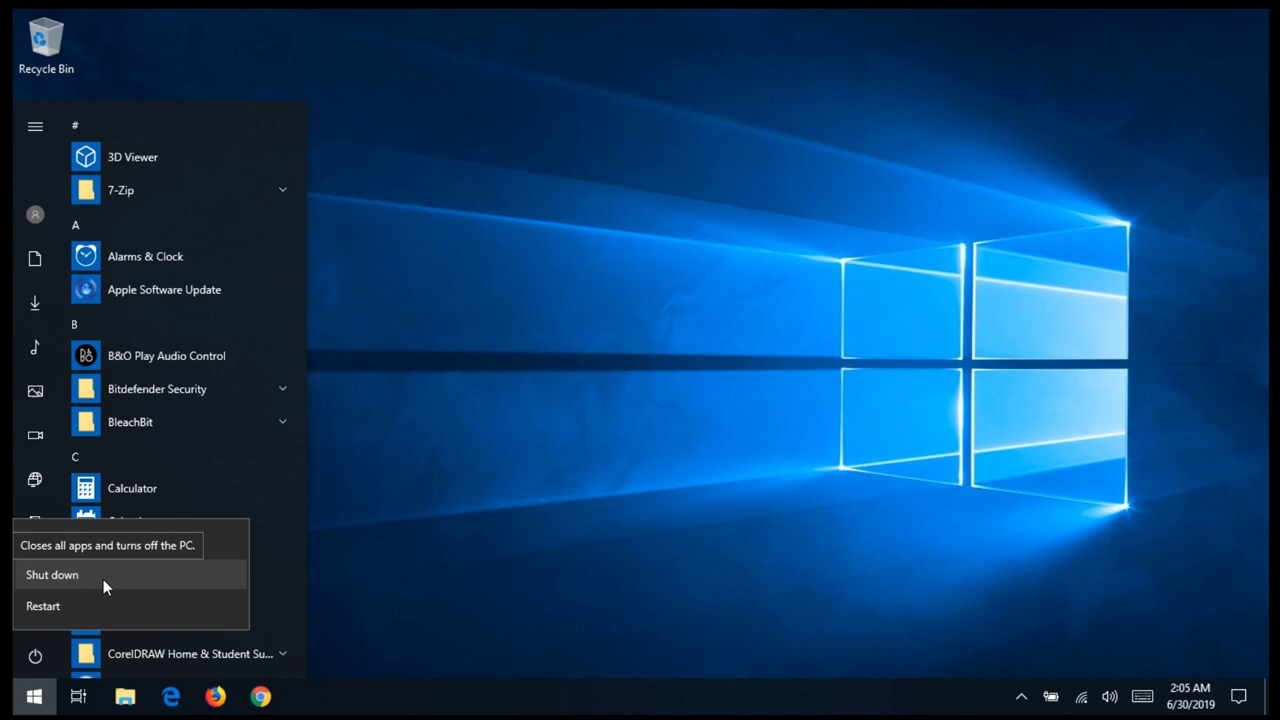 Recycle Bin
#
3D Viewer
7-Zip
A
Alarms & Clock
Apple Software Update
B
B&O Play Audio Control
Bitdefender Security
BleachBit
C
Calculator
Closes all apps and turns off the PC.
Shut down
Restart
CorelDRAW Home & Student Su...
2:05 AM
6/30/2019